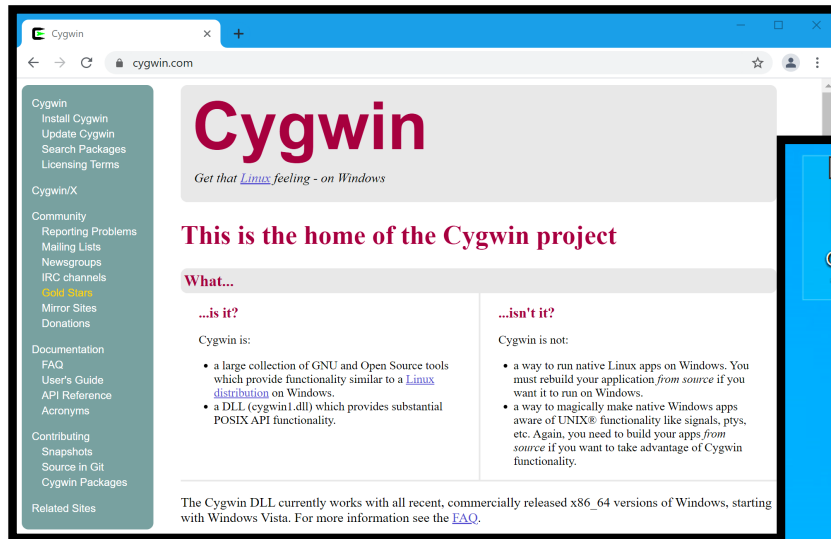 Cygwin
cygwin.com
Cygwin
Install Cygwin
Update Cygwin
Search Packages
Licensing Terms
Cygwin/X
Community
Reporting Problems
Mailing Lists
Newsgroups
IRC channels
Gold Stars
Mirror Sites
Donations
Documentation
FAQ
User's Guide
API Reference
Acronyms
Contributing
Snapshots
Source in Git
Cygwin Packages
Related Sites
Cygwin
Get that Linux feeling - on Windows
This is the home of the Cygwin project
What...
...is it?
Cygwin is:
• a large collection of GNU and Open Source tools
which provide functionality similar to a Linux
distribution on Windows.
• a DLL (cygwin1.dll) which provides substantial
POSIX API functionality.
...isn't it?
Cygwin is not:
• a way to run native Linux apps on Windows. You
must rebuild your application from source if you
want it to run on Windows.
• a way to magically make native Windows apps
aware of UNIX® functionality like signals, ptys,
etc. Again, you need to build your apps from
source if you want to take advantage of Cygwin
functionality.
The Cygwin DLL currently works with all recent, commercially released x86_64 versions of Windows, starting
with Windows Vista. For more information see the FAQ.